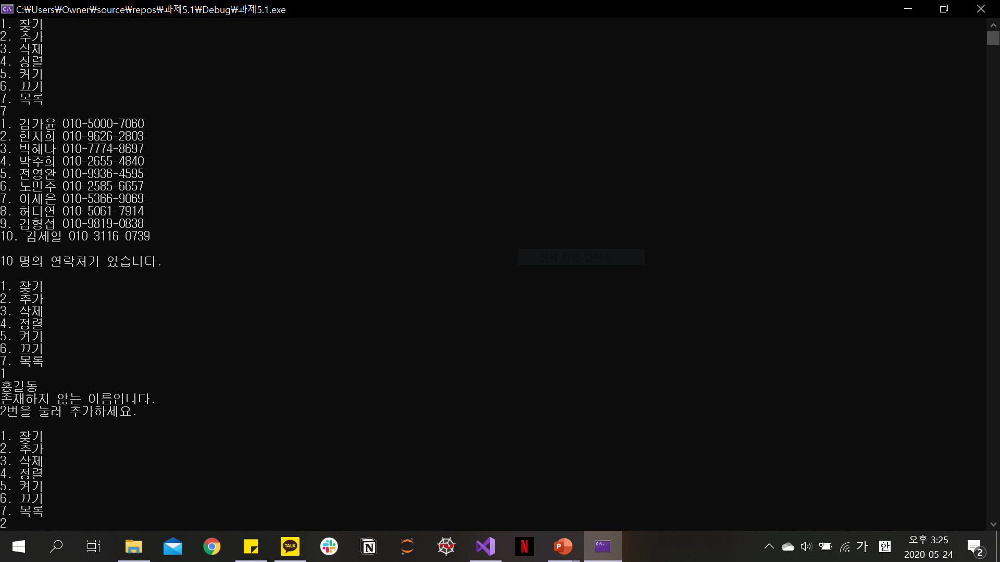 C:₩Users₩Owner₩source₩repos₩과제5.1₩Debug₩과제5.1.exe
1. 찾기
2. 추가
3. 삭제
4. 정렬
5. 켜기
6. 끄기
7. 목록
7
1. 김가윤 010-5000-7060
2. 한지희 010-9626-2803
3. 박혜나 010-7774-8697
4. 박주희 010-2655-4840
5. 전영완 010-9936-4595
6. 노민주 010-2585-6657
7. 이세은 010-5366-9069
8. 허다연 010-5061-7914
9. 김형섭 010-9819-0838
10. 김세일 010-3116-0739
전체 화면 캡처(S)
10 명의 연락처가 있습니다.
1. 찾기
2. 추가
3. 삭제
4. 정렬
5. 켜기
6. 끄기
7. 목록
1
홍길동
존재하지 않는 이름입니다.
2번을 눌러 추가하세요.
1. 찾기
2. 추가
3. 삭제
4. 정렬
5. 켜기
6. 끄기
7. 목록
2
TALK
가 한
오후 3:25
2020-05-24
2